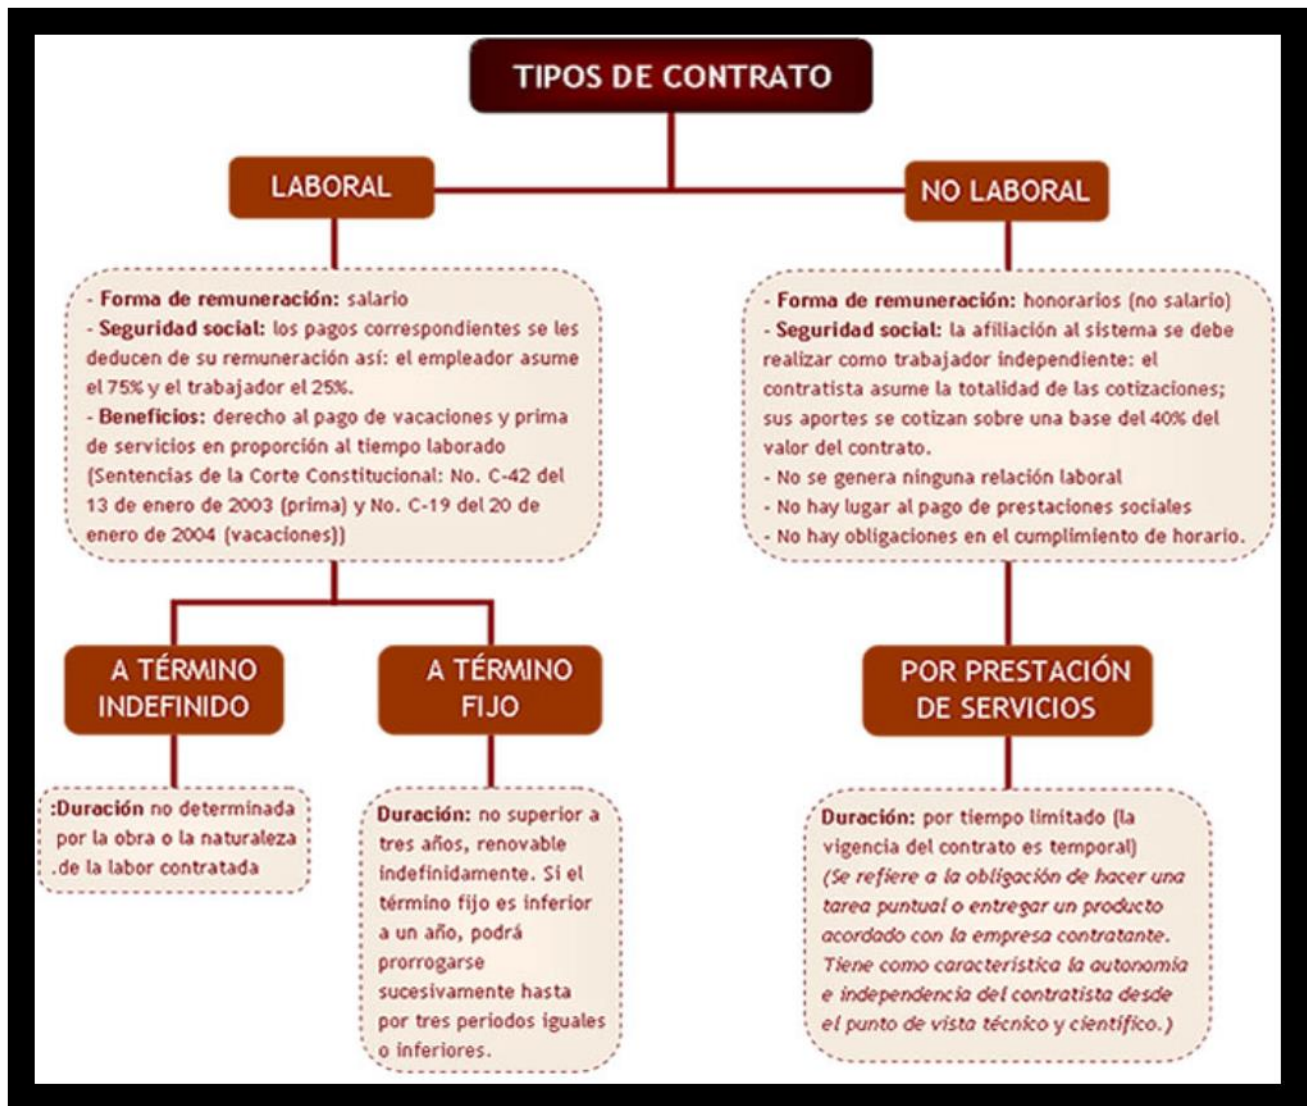 TIPOS DE CONTRATO
LABORAL
NO LABORAL
- Forma de remuneración: salario
- Seguridad social: los pagos correspondientes se les
deducen de su remuneración así: el empleador asume
el 75% y el trabajador el 25%.
- Beneficios: derecho al pago de vacaciones y prima
de servicios en proporción al tiempo laborado
(Sentencias de la Corte Constitucional: No. C-42 del
13 de enero de 2003 (prima) y No. C-19 del 20 de
enero de 2004 (vacaciones))
- Forma de remuneración: honorarios (no salario)
- Seguridad social: la afiliación al sistema se debe
realizar como trabajador independiente: el
contratista asume la totalidad de las cotizaciones;
sus aportes se cotizan sobre una base del 40% del
valor del contrato.
- No se genera ninguna relación laboral
- No hay lugar al pago de prestaciones sociales
- No hay obligaciones en el cumplimiento de horario.
A TÉRMINO
INDEFINIDO
A TÉRMINO
FIJO
POR PRESTACIÓN
DE SERVICIOS
:Duración no determinada
por la obra o la naturaleza
.de la labor contratada
Duración: no superior a
tres años, renovable
indefinidamente. Si el
término fijo es inferior
a un año, podrá
prorrogarse
sucesivamente hasta
por tres periodos iguales
o inferiores.
Duración: por tiempo limitado (la
vigencia del contrato es temporal)
(Se refiere a la obligación de hacer una
tarea puntual o entregar un producto
acordado con la empresa contratante.
Tiene como característica la autonomía
e independencia del contratista desde
el punto de vista técnico y científico.)